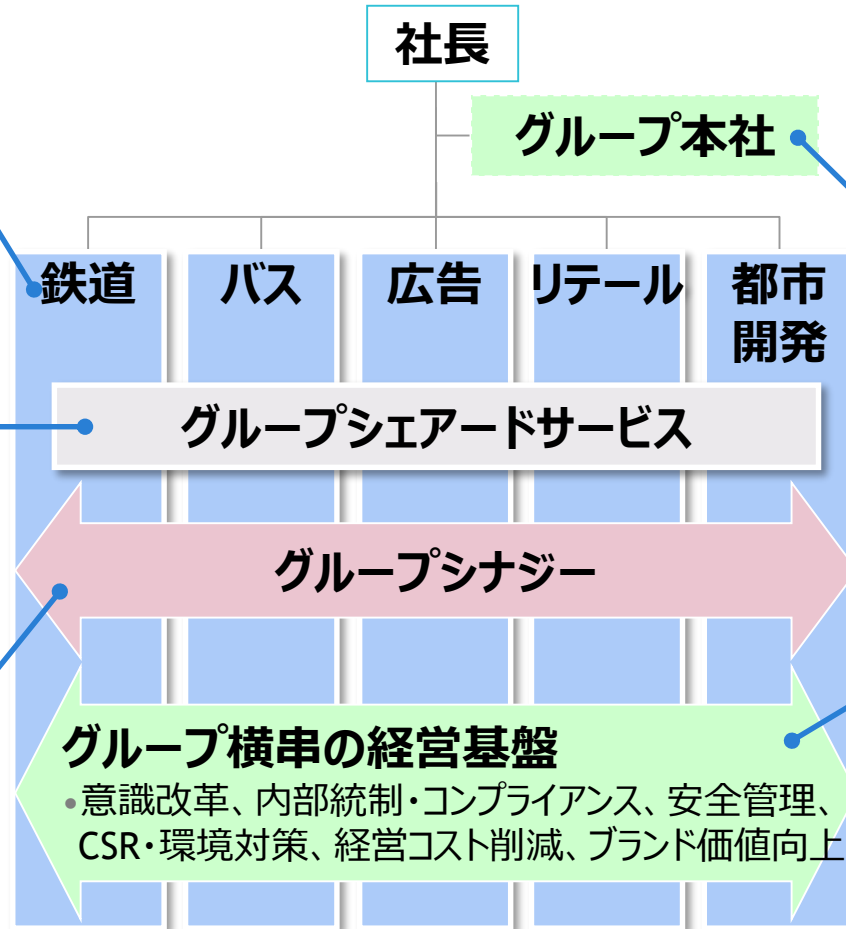 社長
グループ本社
鉄道
バス
広告
リテール
都市
開発
グループシェアードサービス
グループシナジー
グループ横串の経営基盤
•意識改革、内部統制・コンプライアンス、安全管理、
CSR・環境対策、経営コスト削減、ブランド価値向上